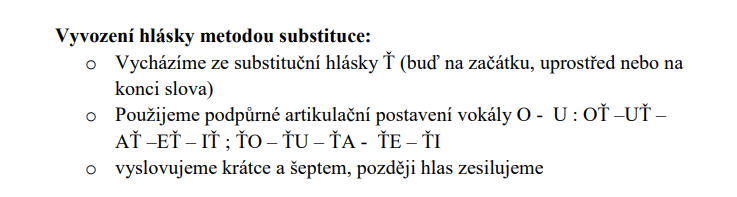 Vyvození hlásky metodou substituce:
o Vycházíme ze substituční hlásky Ť (buď na začátku, uprostřed nebo na
konci slova)
o Použijeme podpůrné artikulační postavení vokály O - U : OŤ –UŤ –
AŤ –EŤ – IŤ ; ŤO – ŤU – ŤA - ŤE – ŤI
o vyslovujeme krátce a šeptem, později hlas zesilujeme